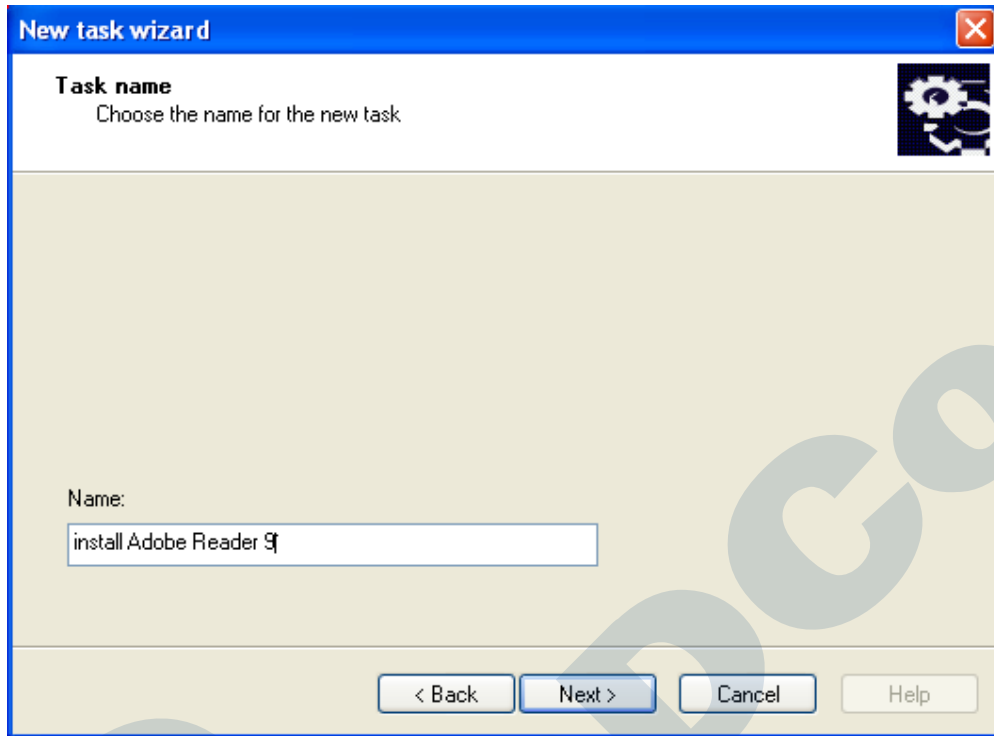 New task wizard
Task name
Choose the name for the new task
Name:
install Adobe Reader 9
< Back
Next >
Cancel
Help